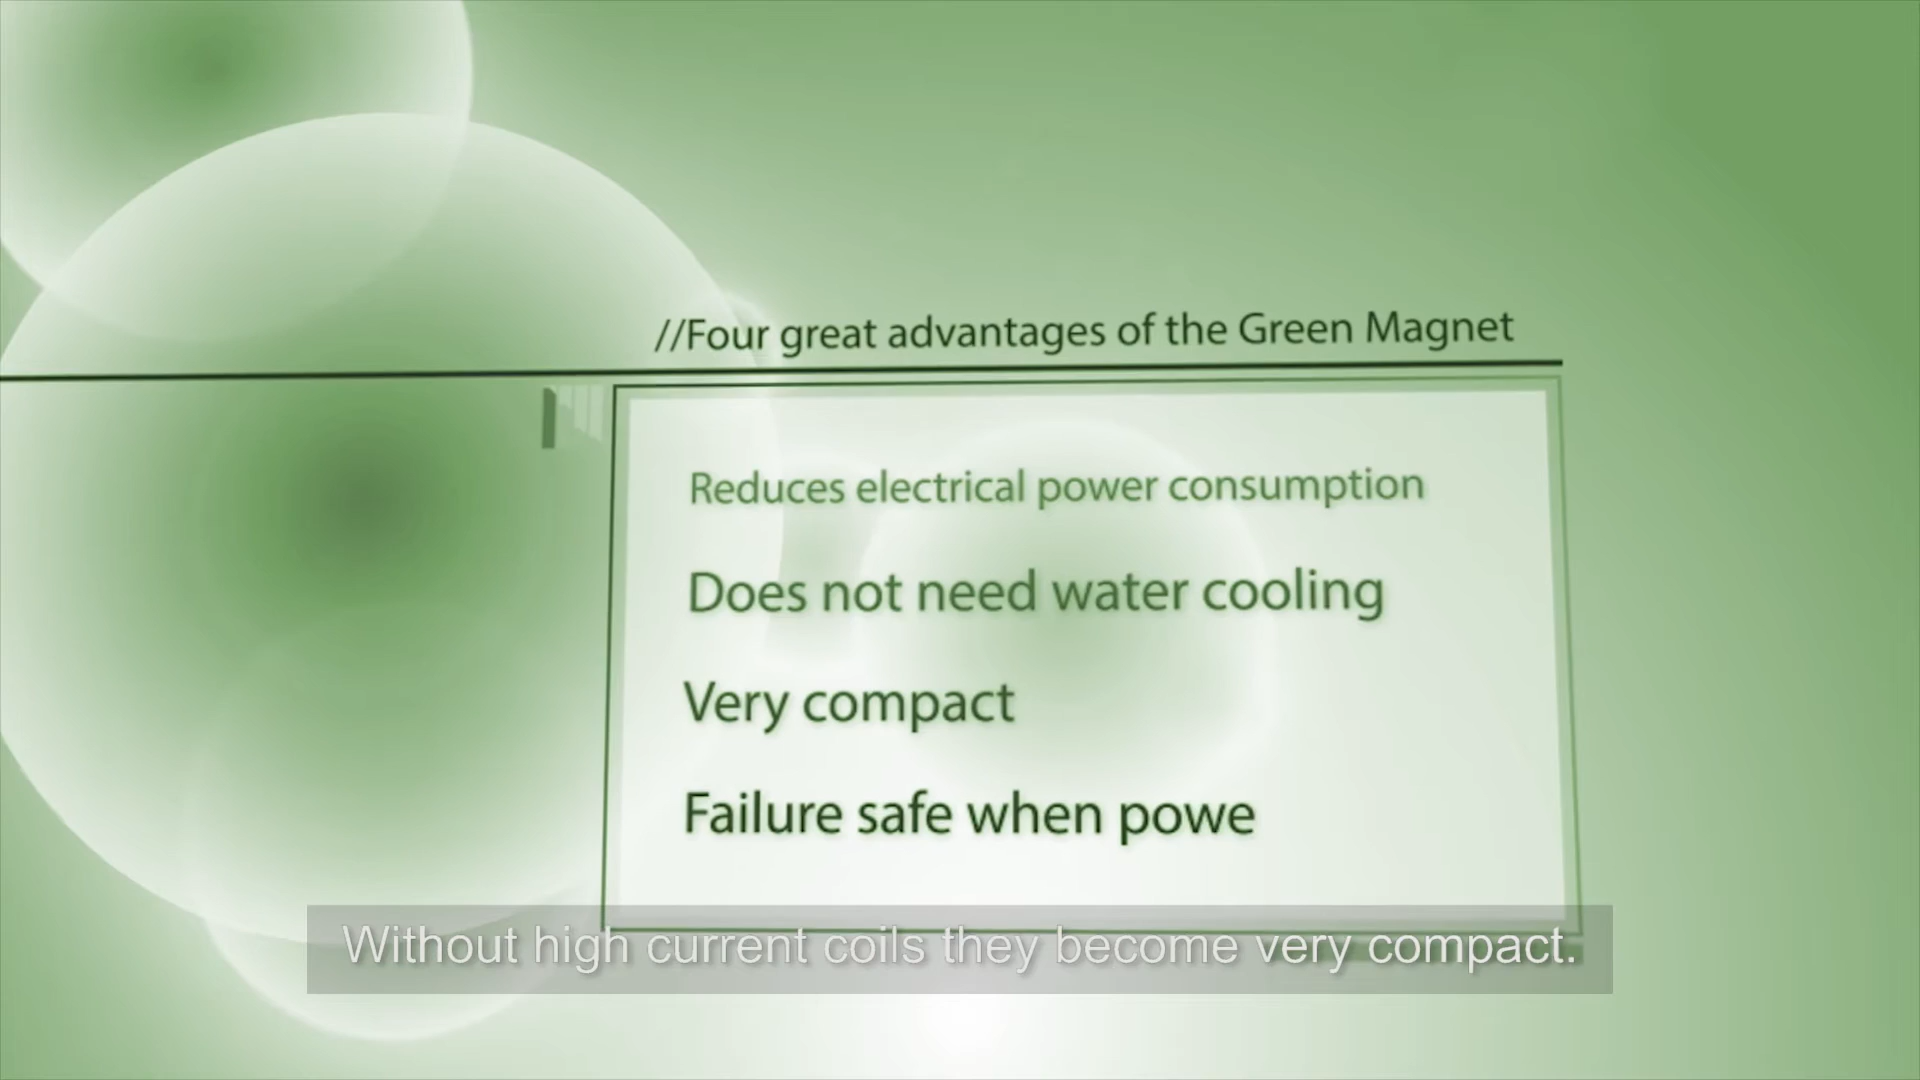 //Four great advantages of the Green Magnet
Reduces electrical power consumption
Does not need water cooling
Very compact
Failure safe when powe
Without high current coils they become very compact.